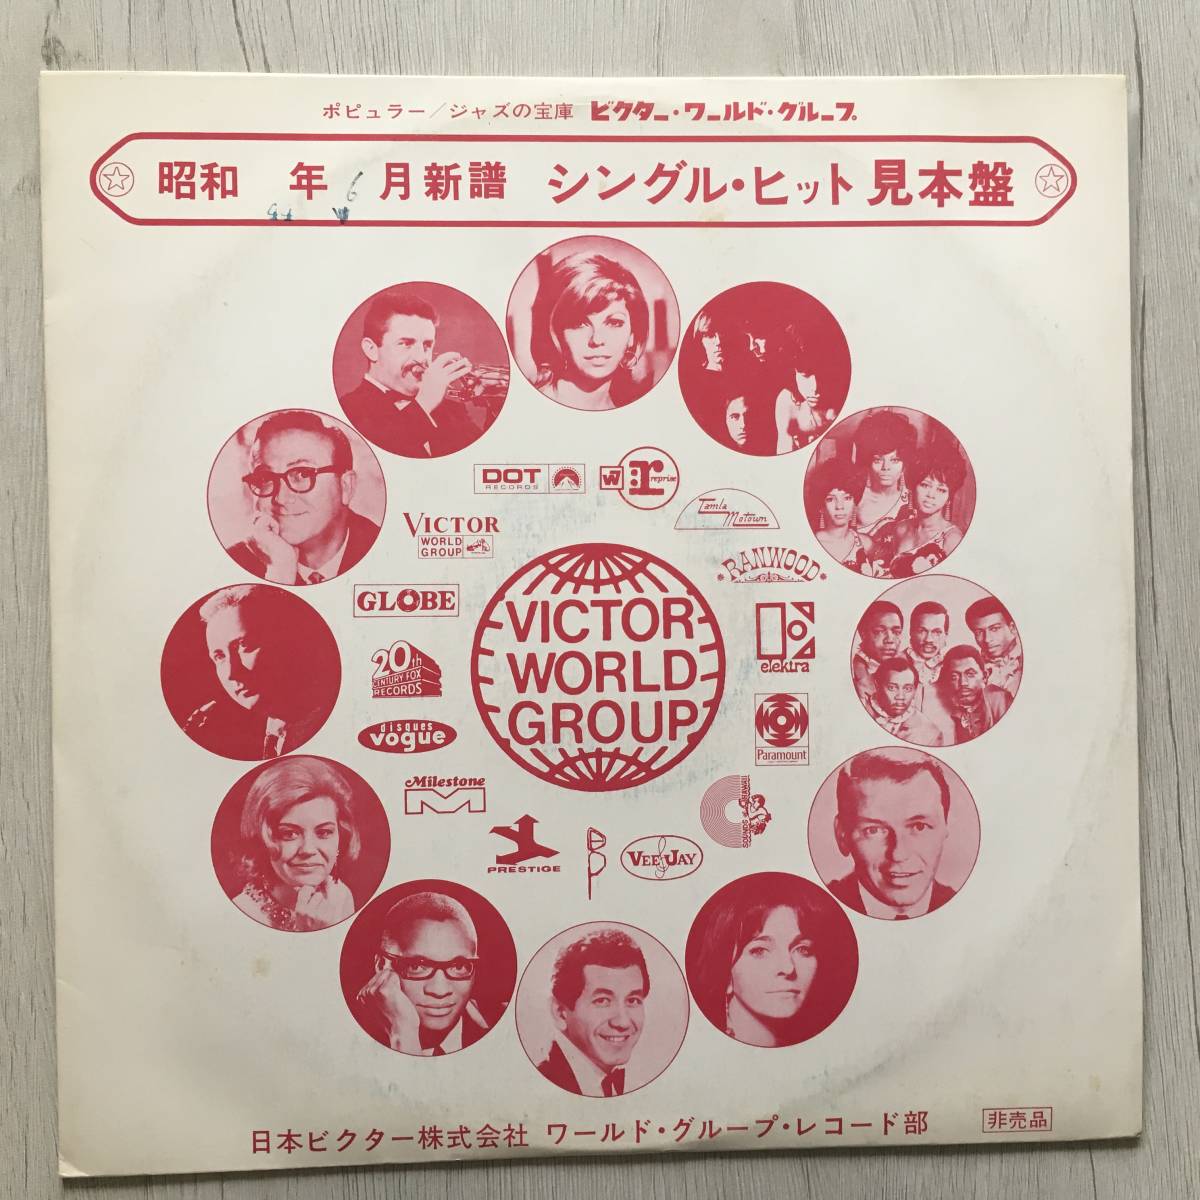 ポピュラー／ジャズの宝庫 ビクター・ワールド・グループ
昭和 44 年 6 月新譜 シングル・ヒット 見本盤
DOT
RECORDS
W
r
reprise
VICTOR
WORLD
GROUP
Tamla
Motown
RANWOOD
GLOBE
VICTOR
WORLD
GROUP
elektra
20th
CENTURY FOX
RECORDS
disques
vogue
Paramount
Milestone
M
SOUNDS OF HAWAII
PRESTIGE
VEE JAY
日本ビクター株式会社 ワールド・グループ・レコード部
非売品